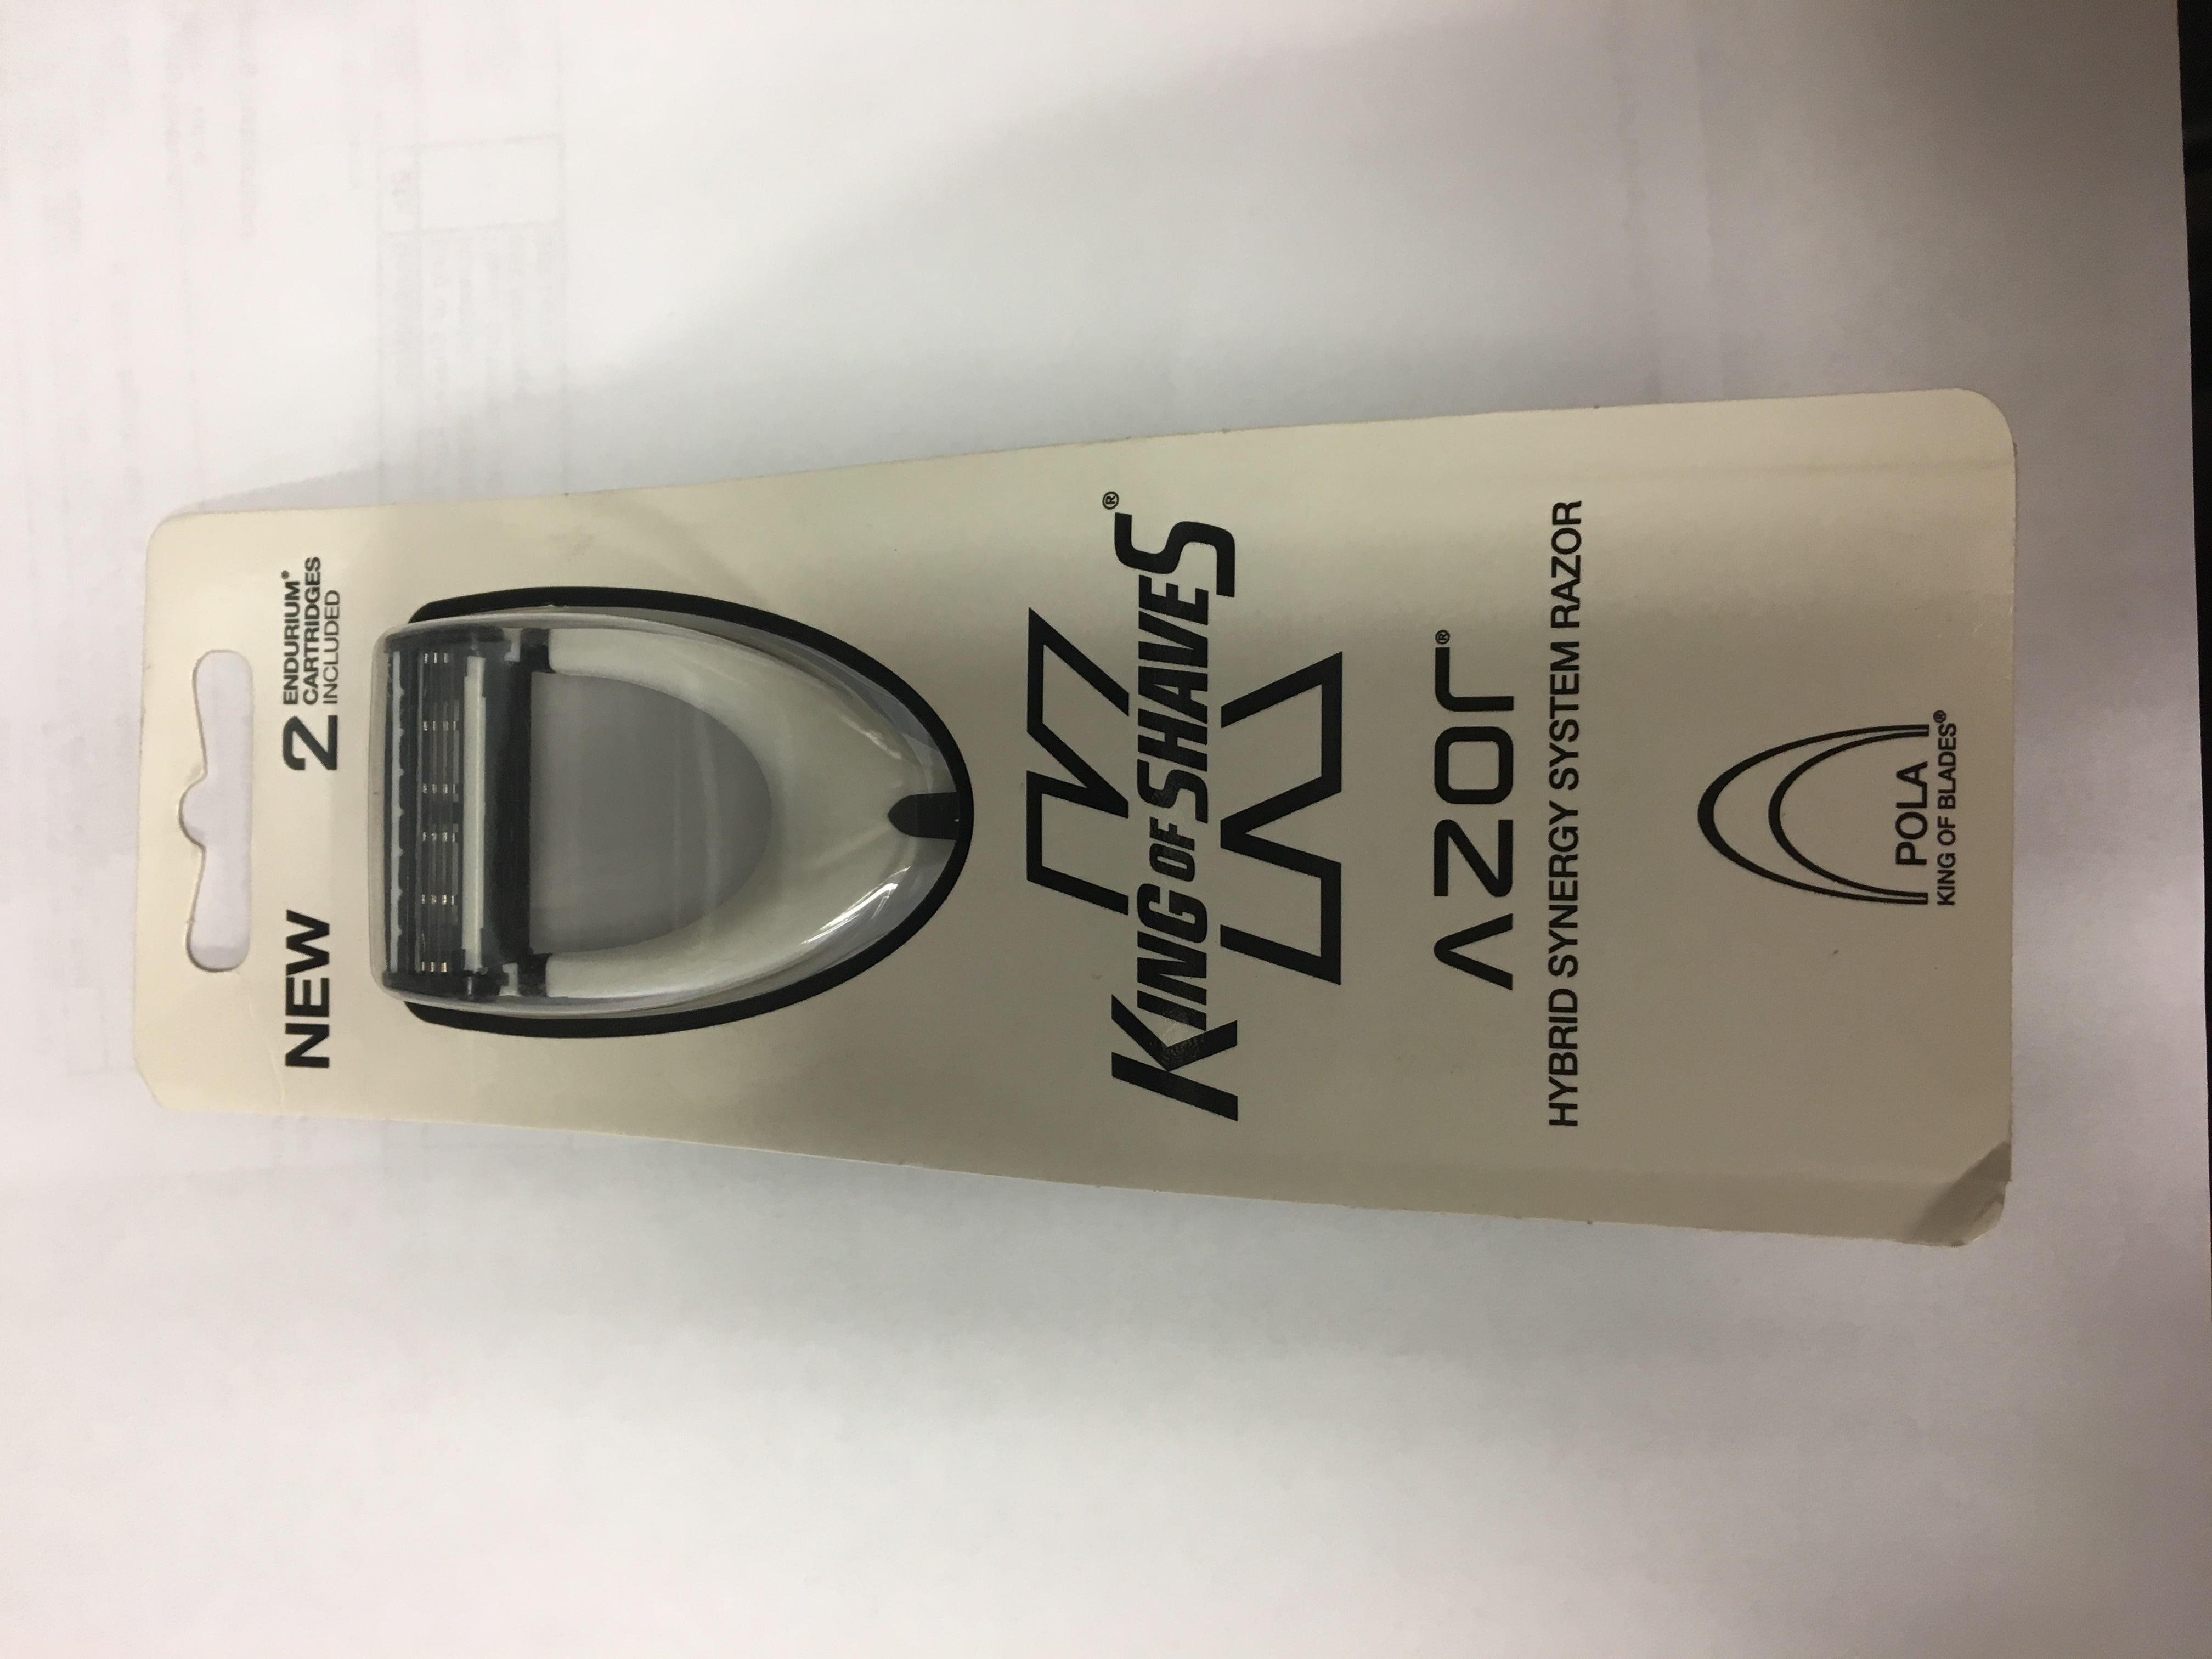 NEW
2 ENDURIUM®
CARTRIDGES
INCLUDED
KING OF SHAVES®
AZOR®
HYBRID SYNERGY SYSTEM RAZOR
POLA
KING OF BLADES®